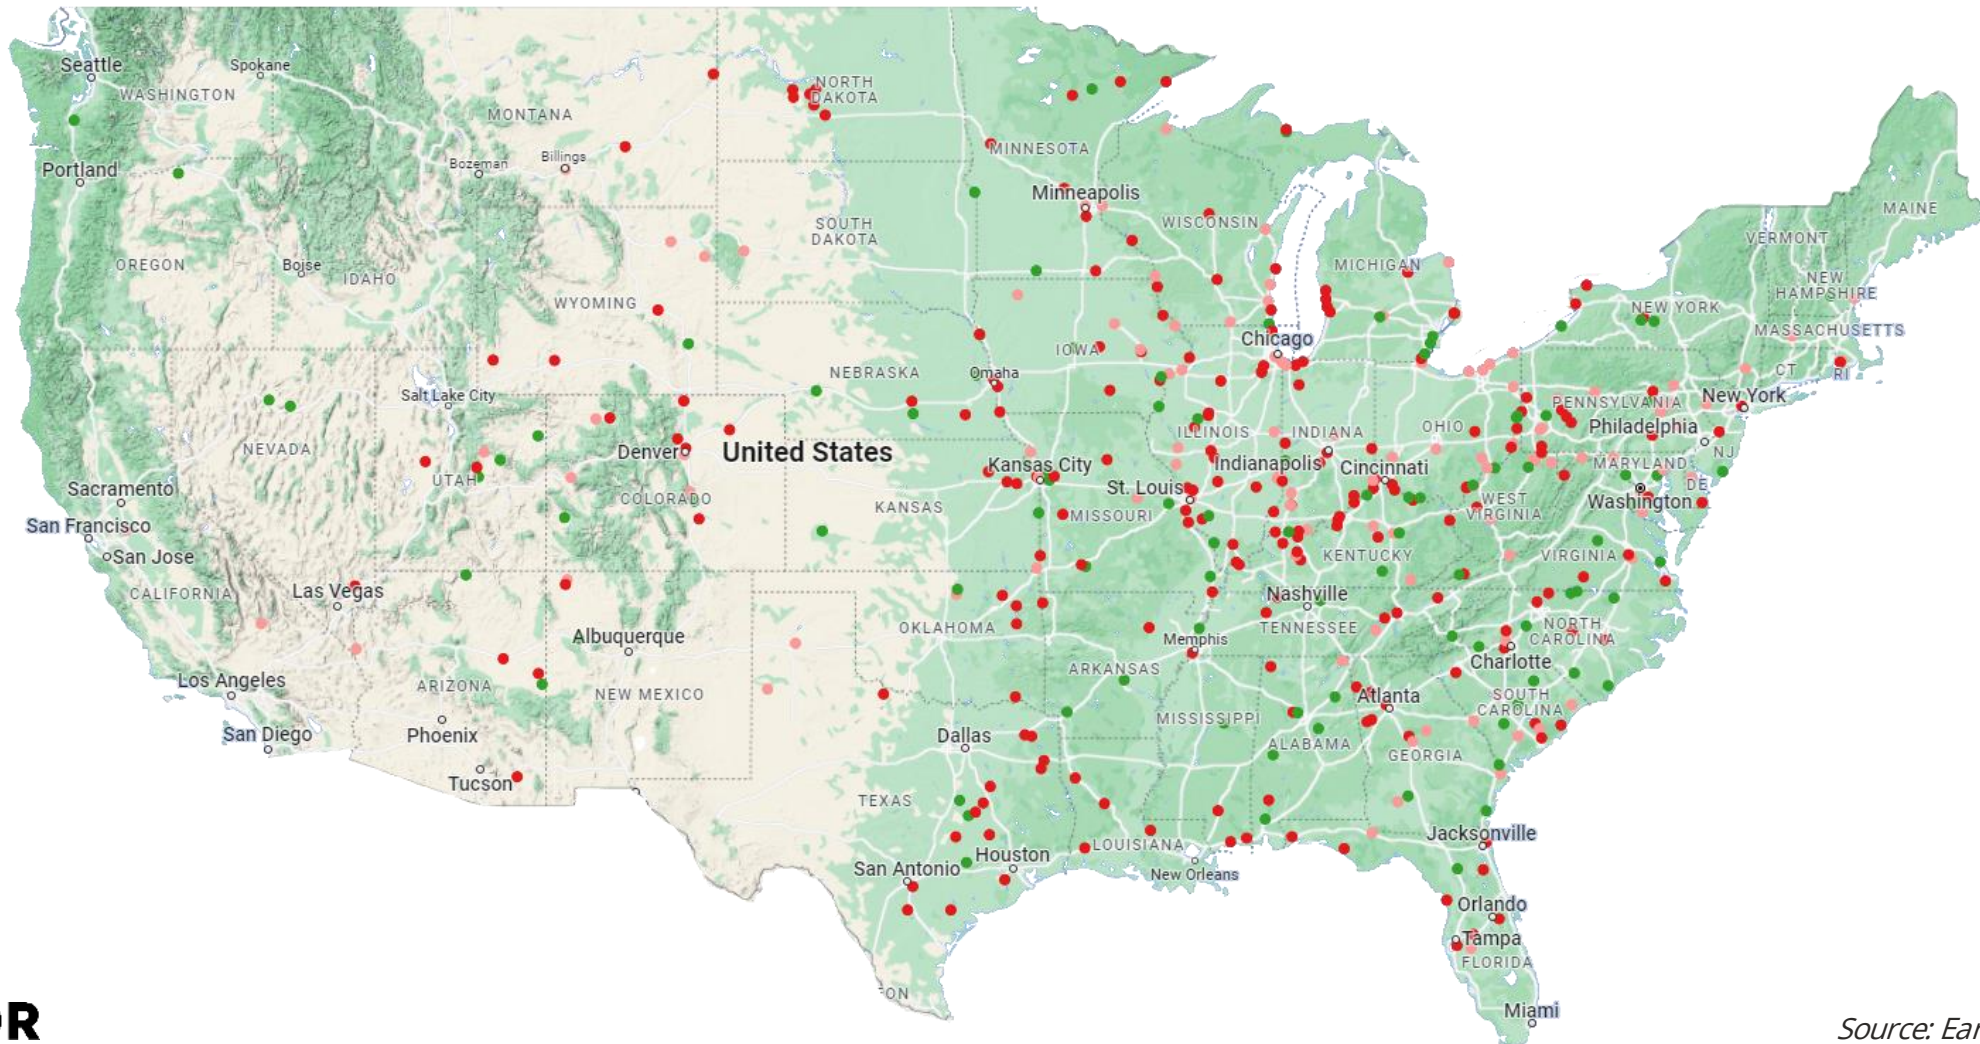 Seattle
Spokane
WASHINGTON
MONTANA
NORTH
DAKOTA
MINNESOTA
Portland
Bozeman
Billings
Minneapolis
WISCONSIN
MAINE
SOUTH
DAKOTA
VERMONT
OREGON
Boise
IDAHO
MICHIGAN
NEW
HAMPSHIRE
WYOMING
NEW YORK
MASSACHUSETTS
Chicago
IOWA
CT
RI
NEBRASKA
Omaha
Salt Lake City
New York
PENNSYLVANIA
NEVADA
Denver
United States
ILLINOIS
INDIANA
OHIO
Philadelphia
NJ
Kansas City
Indianapolis
Cincinnati
MARYLAND
UTAH
Sacramento
COLORADO
KANSAS
St. Louis
MISSOURI
WEST
VIRGINIA
Washington
DE
San Francisco
San Jose
KENTUCKY
VIRGINIA
Las Vegas
CALIFORNIA
Nashville
Albuquerque
OKLAHOMA
Memphis
TENNESSEE
NORTH
CAROLINA
Charlotte
Los Angeles
ARIZONA
NEW MEXICO
ARKANSAS
Atlanta
SOUTH
CAROLINA
San Diego
Phoenix
Dallas
MISSISSIPPI
ALABAMA
GEORGIA
Tucson
TEXAS
Jacksonville
San Antonio
Houston
LOUISIANA
New Orleans
Orlando
Tampa
FLORIDA
ON
Miami
R
Source: Ear